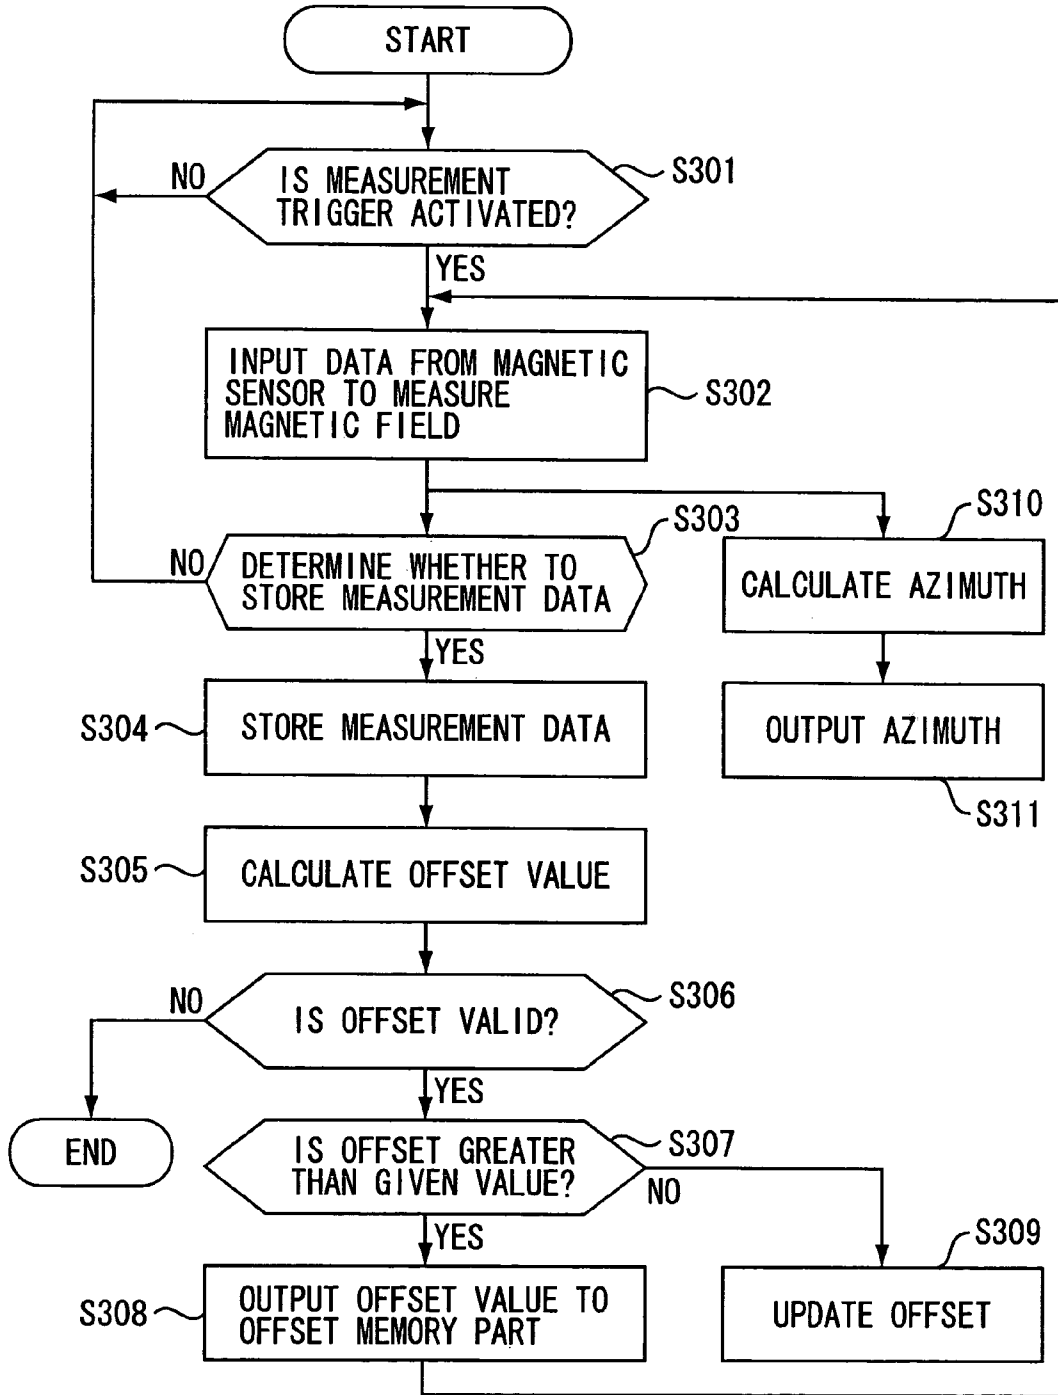 START
NO
IS MEASUREMENT
TRIGGER ACTIVATED?
S301
YES
INPUT DATA FROM MAGNETIC
SENSOR TO MEASURE
MAGNETIC FIELD
S302
NO
DETERMINE WHETHER TO
STORE MEASUREMENT DATA
S303
S310
CALCULATE AZIMUTH
YES
S304
STORE MEASUREMENT DATA
OUTPUT AZIMUTH
S311
S305
CALCULATE OFFSET VALUE
NO
IS OFFSET VALID?
S306
YES
END
IS OFFSET GREATER
THAN GIVEN VALUE?
S307
NO
YES
S309
S308
OUTPUT OFFSET VALUE TO
OFFSET MEMORY PART
UPDATE OFFSET